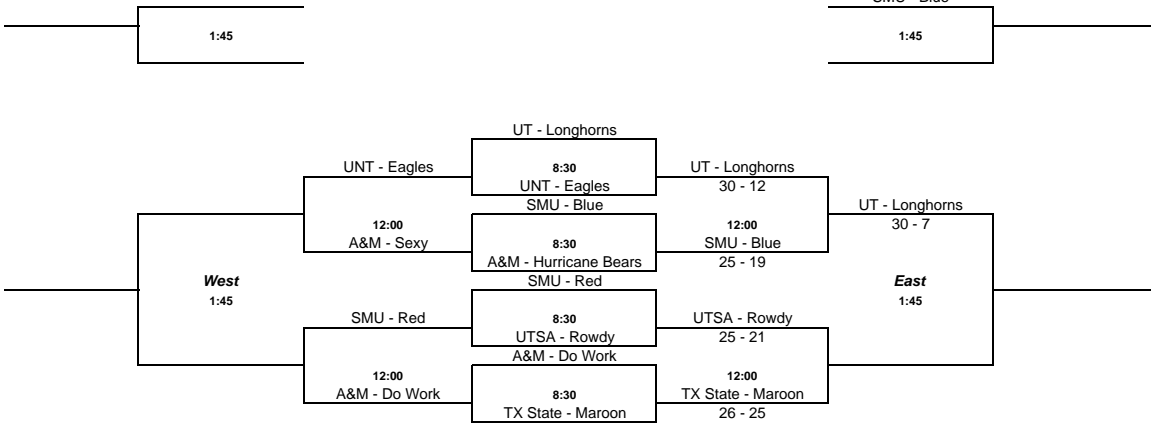 SMU - Blue
1:45 1:45
UT - Longhorns
UNT - Eagles 8:30 UT - Longhorns
UNT - Eagles 30 - 12
SMU - Blue UT - Longhorns
12:00 12:00 30 - 7
A&M - Sexy 8:30 SMU - Blue
A&M - Hurricane Bears 25 - 19
West SMU - Red East
1:45 1:45
SMU - Red 8:30 UTSA - Rowdy
UTSA - Rowdy 25 - 21
A&M - Do Work
12:00 12:00
A&M - Do Work 8:30 TX State - Maroon
TX State - Maroon 26 - 25